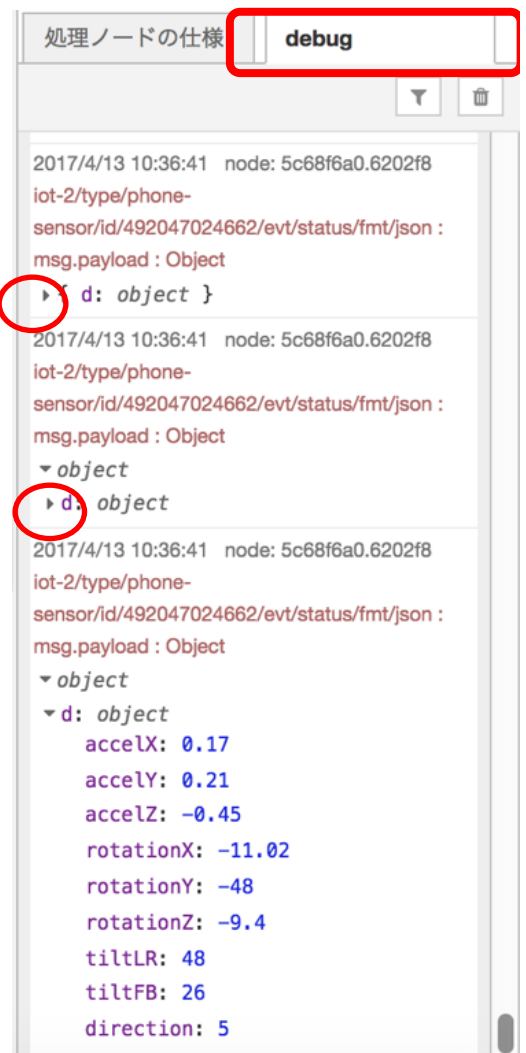 処理ノードの仕様
debug
2017/4/13 10:36:41 node: 5c68f6a0.6202f8
iot-2/type/phone-
sensor/id/492047024662/evt/status/fmt/json :
msg.payload : Object
{ d: object }
2017/4/13 10:36:41 node: 5c68f6a0.6202f8
iot-2/type/phone-
sensor/id/492047024662/evt/status/fmt/json :
msg.payload : Object
object
d: object
2017/4/13 10:36:41 node: 5c68f6a0.6202f8
iot-2/type/phone-
sensor/id/492047024662/evt/status/fmt/json :
msg.payload : Object
object
d: object
accelX: 0.17
accelY: 0.21
accelZ: -0.45
rotationX: -11.02
rotationY: -48
rotationZ: -9.4
tiltLR: 48
tiltFB: 26
direction: 5